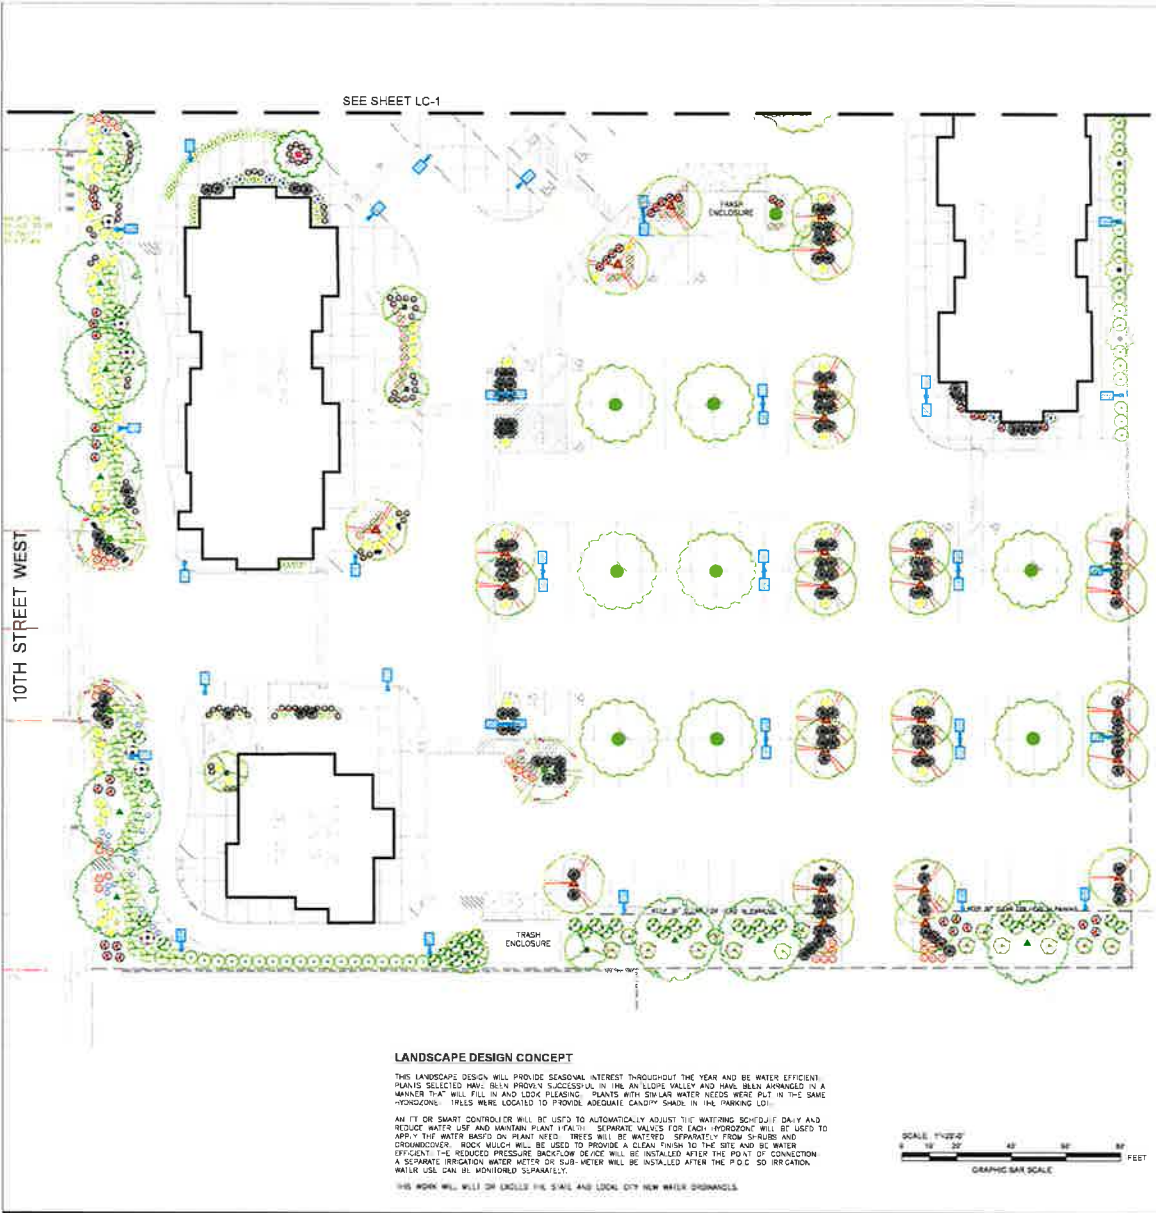 SEE SHEET LC-1
TRASH
ENCLOSURE
10TH STREET WEST
TRASH
ENCLOSURE
LANDSCAPE DESIGN CONCEPT
THIS LANDSCAPE DESIGN WILL PROVIDE SEASONAL INTEREST THROUGHOUT THE YEAR AND BE WATER EFFICIENT.
PLANTS SELECTED HAVE BEEN PROVEN SUCCESSFUL IN THE ANTELOPE VALLEY AND HAVE BEEN ARRANGED IN A
MANNER THAT WILL FILL IN AND LOOK PLEASING. PLANTS WITH SIMILAR WATER NEEDS WERE PUT IN THE SAME
HYDROZONE. TREES WERE LOCATED TO PROVIDE ADEQUATE CANOPY SHADE IN THE PARKING LOT.
AN ET OR SMART CONTROLLER WILL BE USED TO AUTOMATICALLY ADJUST THE WATERING SCHEDULE DAILY AND
REDUCE WATER USE AND MAINTAIN PLANT HEALTH. SEPARATE VALVES FOR EACH HYDROZONE WILL BE USED TO
APPLY THE WATER BASED ON PLANT NEED. TREES WILL BE WATERED SEPARATELY FROM SHRUBS AND
GROUNDCOVER. ROCK MULCH WILL BE USED TO PROVIDE A CLEAN FINISH TO THE SITE AND BE WATER
EFFICIENT. THE REDUCED PRESSURE BACKFLOW DEVICE WILL BE INSTALLED AFTER THE POINT OF CONNECTION.
A SEPARATE IRRIGATION WATER METER OR SUB-METER WILL BE INSTALLED AFTER THE P.O.C. SO IRRIGATION
WATER USE CAN BE MONITORED SEPARATELY.
THIS WORK WILL MEET OR EXCEED THE STATE AND LOCAL CITY NEW WATER ORDINANCES.
SCALE: 1"=20'-0"
0 10' 20' 40' 60' 80'
FEET
GRAPHIC BAR SCALE